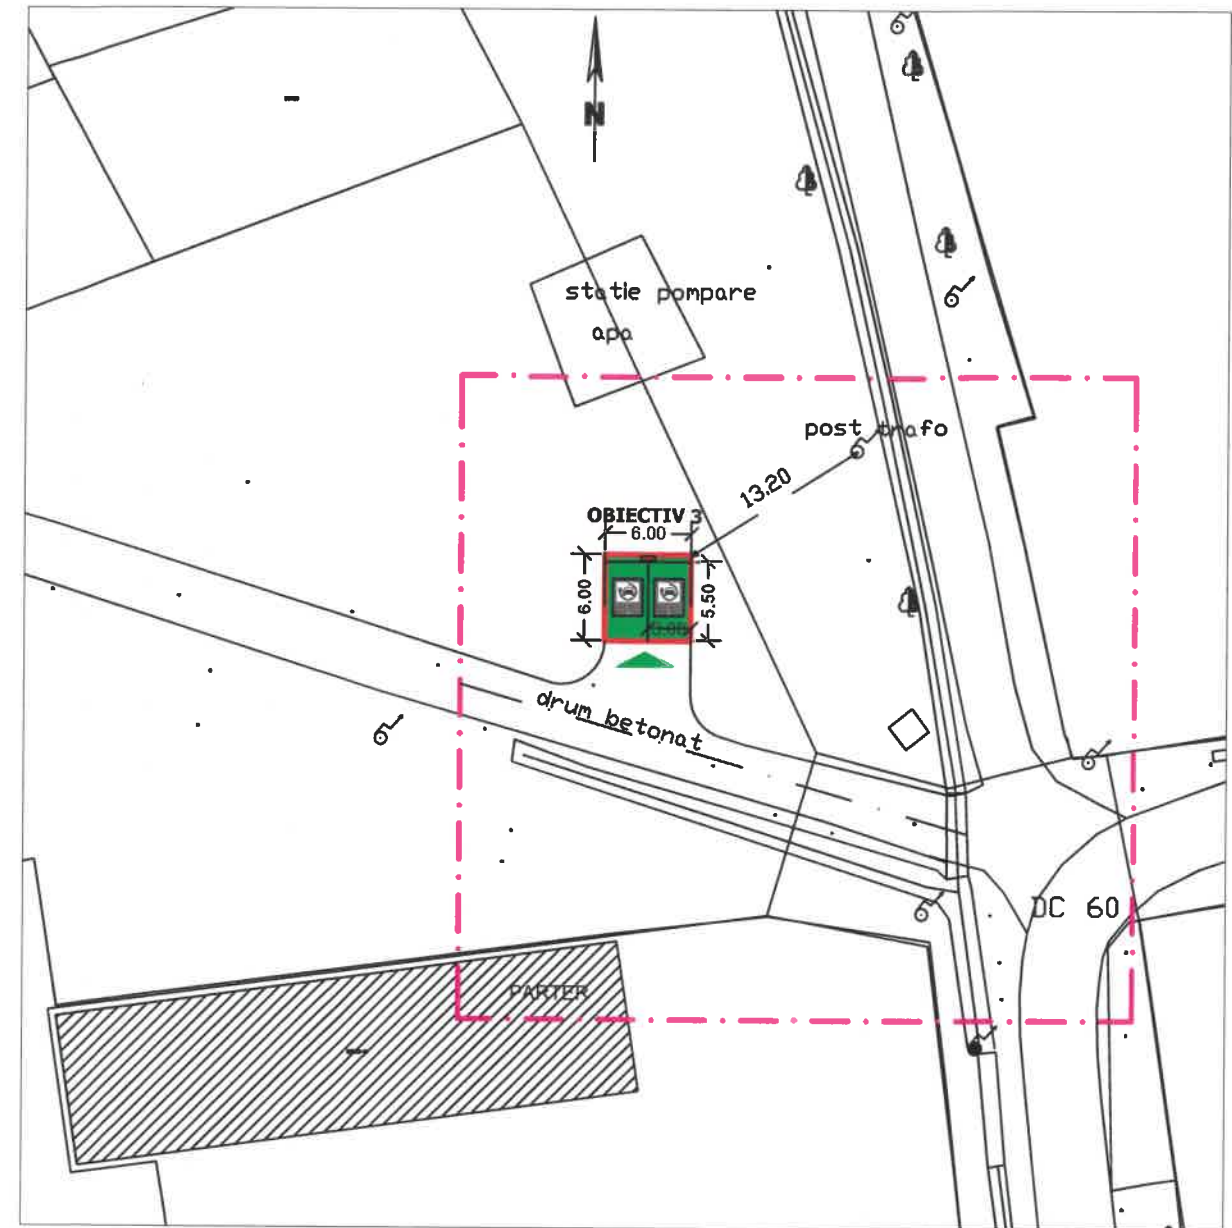 N
statie pompare
apa
post trafo
13.20
OBIECTIV 3
6.00
6.00
5.50
drum betonat
DC 60
PARTER